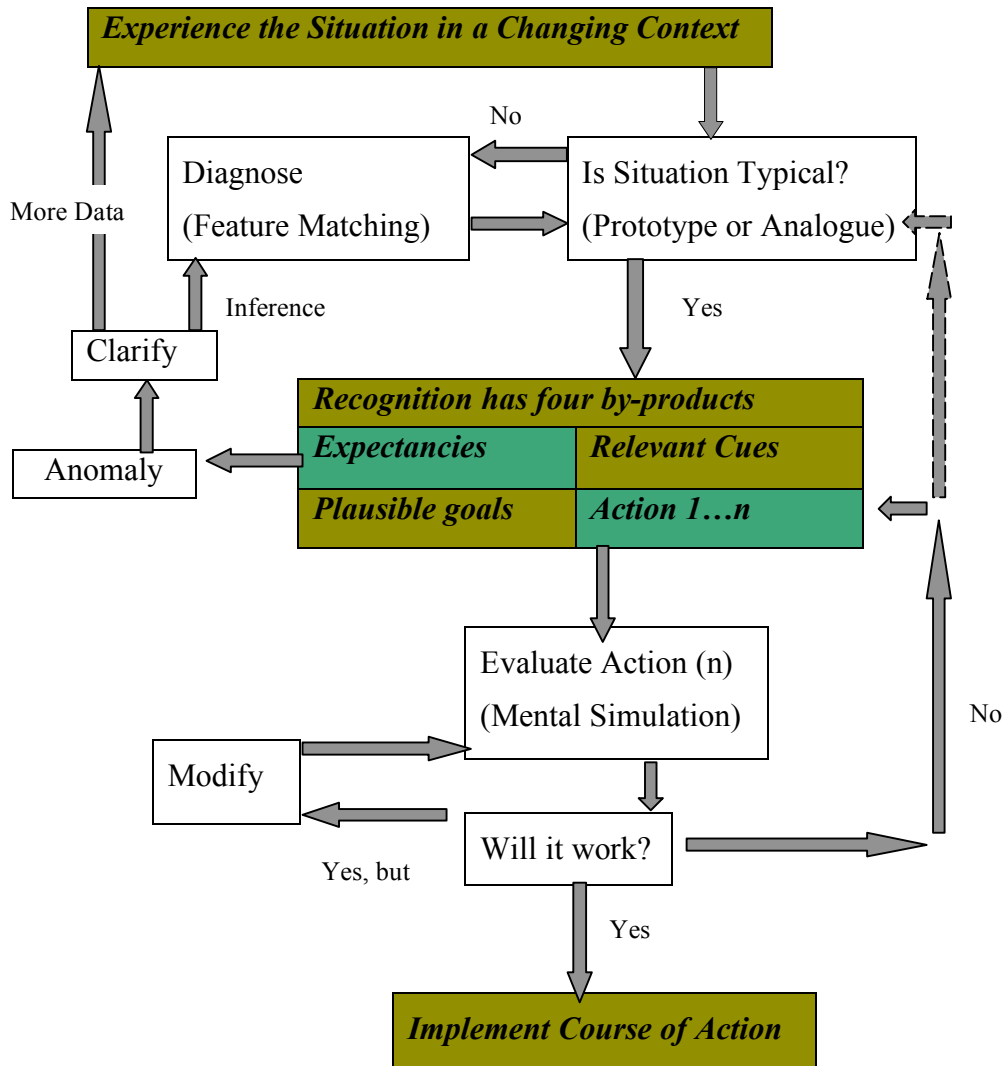 Experience the Situation in a Changing Context
No
Diagnose
(Feature Matching)
Is Situation Typical?
(Prototype or Analogue)
More Data
Inference
Yes
Clarify
Recognition has four by-products
Expectancies
Relevant Cues
Anomaly
Plausible goals
Action 1…n
Evaluate Action (n)
(Mental Simulation)
No
Modify
Will it work?
Yes, but
Yes
Implement Course of Action